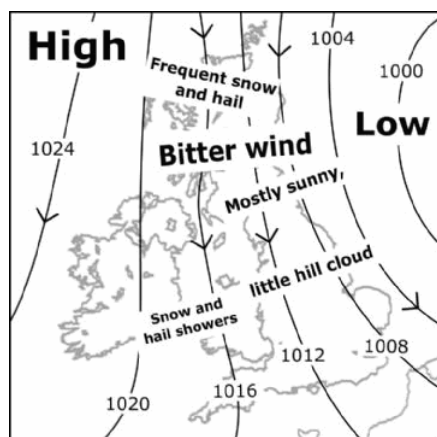 High
1004
1000
Frequent snow
and hail
Low
Bitter wind
1024
Mostly sunny,
little hill cloud
Snow and
hail showers
1012
1008
1016
1020